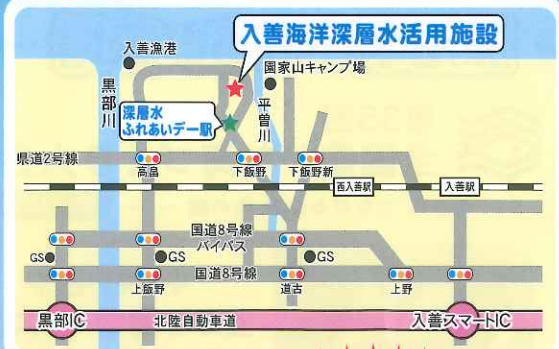 入善海洋深層水活用施設
入善漁港
園家山キャンプ場
黒部川
深層水
ふれあいデー駅
平曽川
県道2号線
高畠
下飯野
下飯野新
西入善駅
入善駅
国道8号線
バイパス
GS
GS
GS
国道8号線
上飯野
道古
上野
黒部IC
北陸自動車道
入善スマートIC